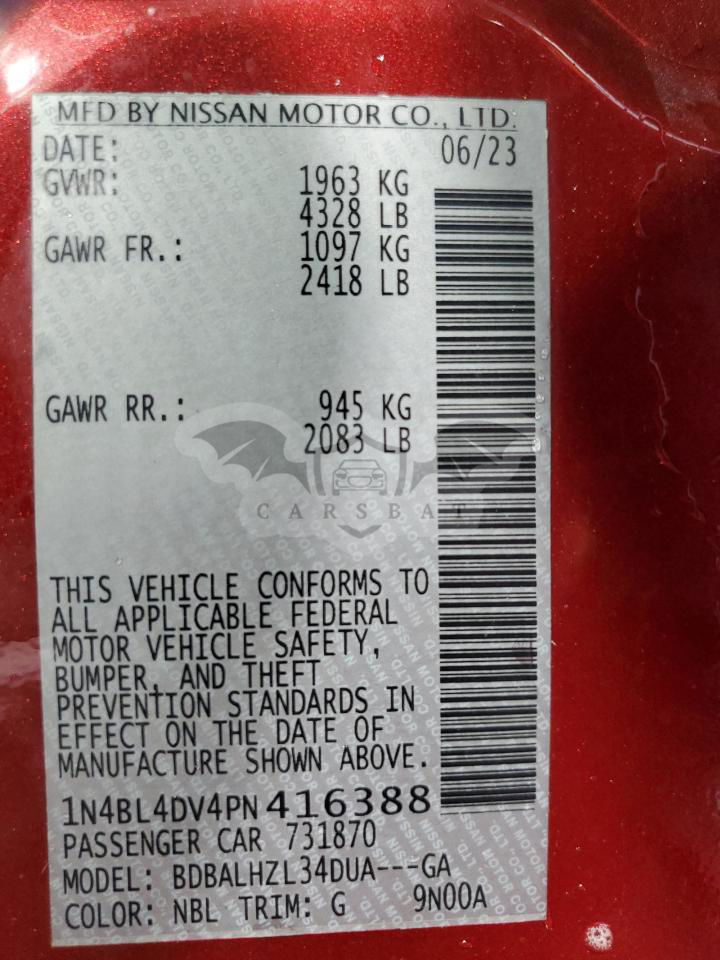 MFD BY NISSAN MOTOR CO., LTD.
DATE: 06/23
GVWR: 1963 KG
4328 LB
GAWR FR.: 1097 KG
2418 LB
GAWR RR.: 945 KG
2083 LB
CARSBAT
THIS VEHICLE CONFORMS TO
ALL APPLICABLE FEDERAL
MOTOR VEHICLE SAFETY,
BUMPER, AND THEFT
PREVENTION STANDARDS IN
EFFECT ON THE DATE OF
MANUFACTURE SHOWN ABOVE.
1N4BL4DV4PN416388
PASSENGER CAR 731870
MODEL: BDBALHZL34DUA---GA
COLOR: NBL TRIM: G 9N00A